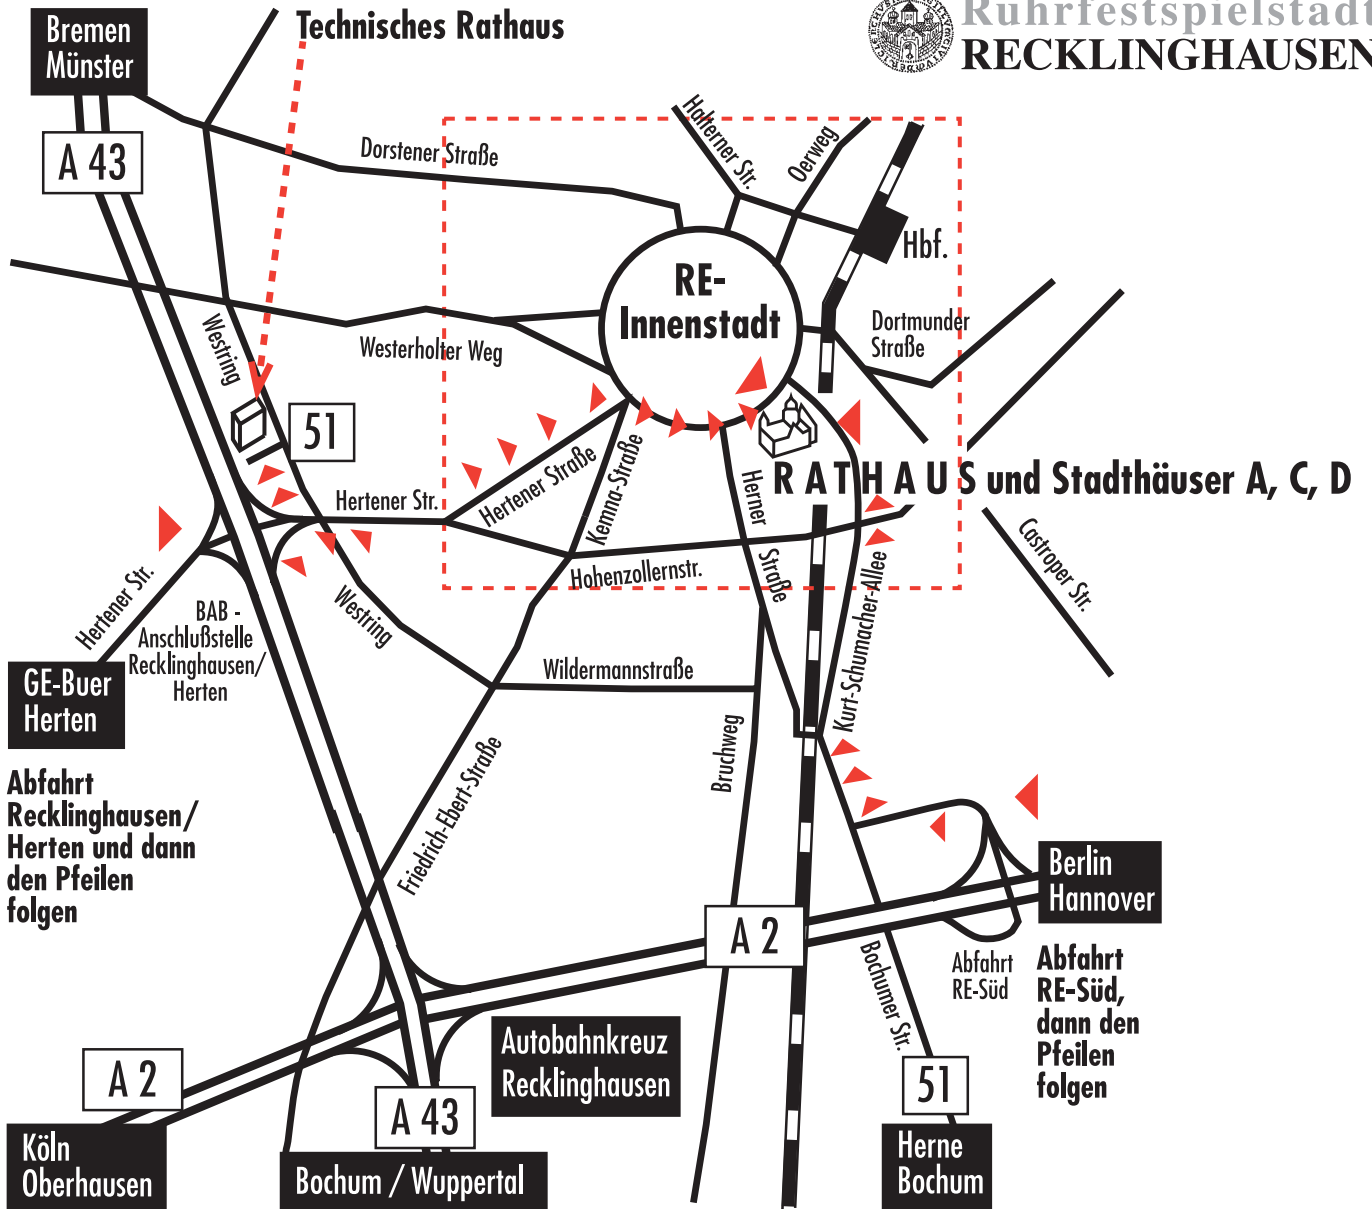 Bremen
Münster
Technisches Rathaus
Ruhrfestspielstadt
RECKLINGHAUSEN
A 43
Dorstener Straße
Halterner Str.
Oerweg
Hbf.
RE-
Innenstadt
Dortmunder
Straße
Westring
Westerholter Weg
51
Hertener Str.
Hertener Straße
Kemna-Straße
Herner
Straße
RATHAUS und Stadthäuser A, C, D
Hohenzollernstr.
Castroper Str.
Hertener Str.
BAB -
Anschlußstelle
Recklinghausen/
Herten
Westring
Wildermannstraße
Kurt-Schumacher-Allee
GE-Buer
Herten
Bruchweg
Friedrich-Ebert-Straße
Abfahrt
Recklinghausen/
Herten und dann
den Pfeilen
folgen
Berlin
Hannover
A 2
Bochumer Str.
Abfahrt
RE-Süd
Abfahrt
RE-Süd,
dann den
Pfeilen
folgen
Autobahnkreuz
Recklinghausen
A 2
A 43
51
Köln
Oberhausen
Bochum / Wuppertal
Herne
Bochum